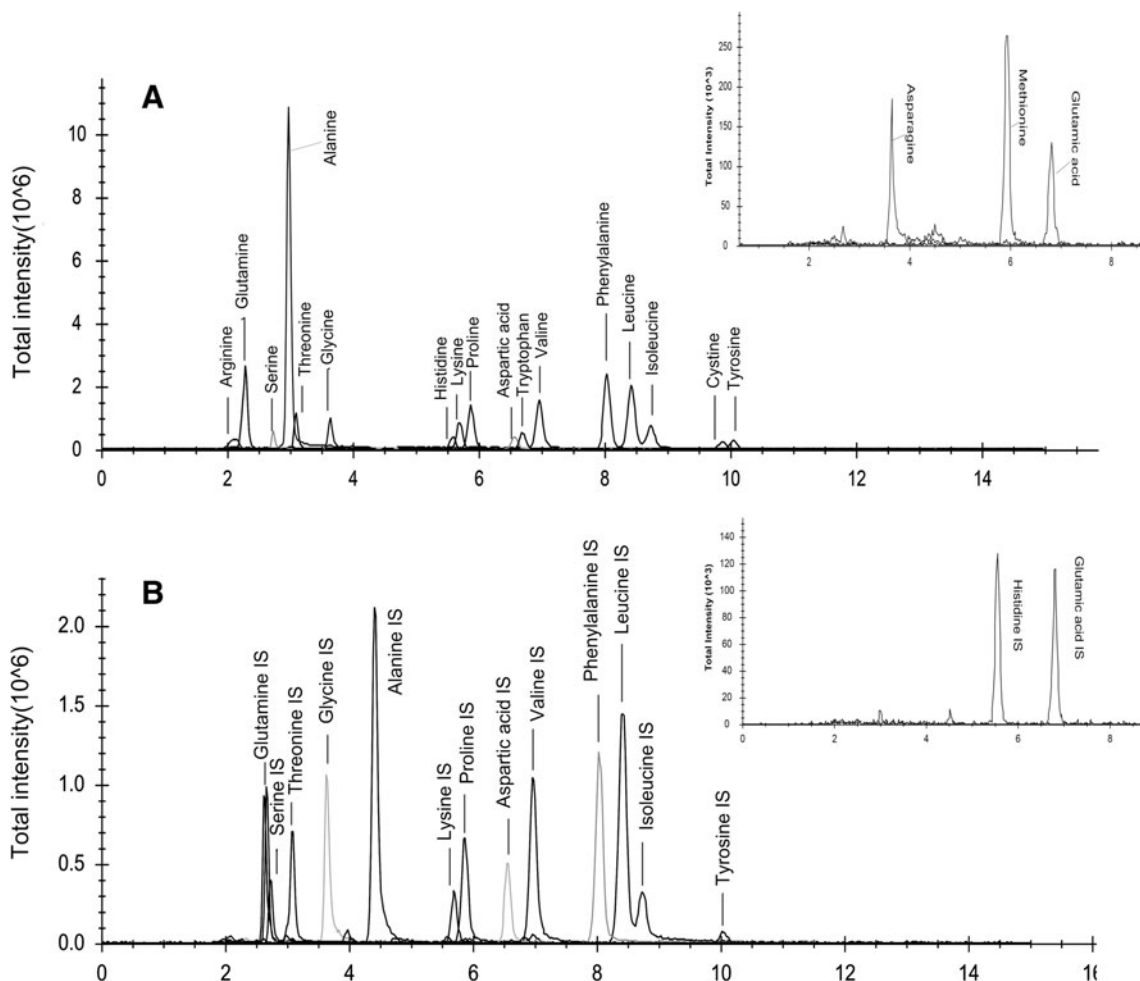 A
Total intensity(10^6)
10
8
6
4
2
0
Arginine
Glutamine
Serine
Alanine
Threonine
Glycine
Histidine
Lysine
Proline
Aspartic acid
Tryptophan
Valine
Phenylalanine
Leucine
Isoleucine
Cystine
Tyrosine
0 2 4 6 8 10 12 14
Total Intensity (10^3)
250
200
150
100
50
0
Asparagine
Methionine
Glutamic acid
2 4 6 8
B
Total intensity(10^6)
2.0
1.5
1.0
0.5
0.0
Glutamine IS
Serine IS
Threonine IS
Glycine IS
Alanine IS
Lysine IS
Proline IS
Aspartic acid IS
Valine IS
Phenylalanine IS
Leucine IS
Isoleucine IS
Tyrosine IS
0 2 4 6 8 10 12 14 16
Total Intensity (10^3)
140
120
100
80
60
40
20
0
Histidine IS
Glutamic acid IS
0 2 4 6 8